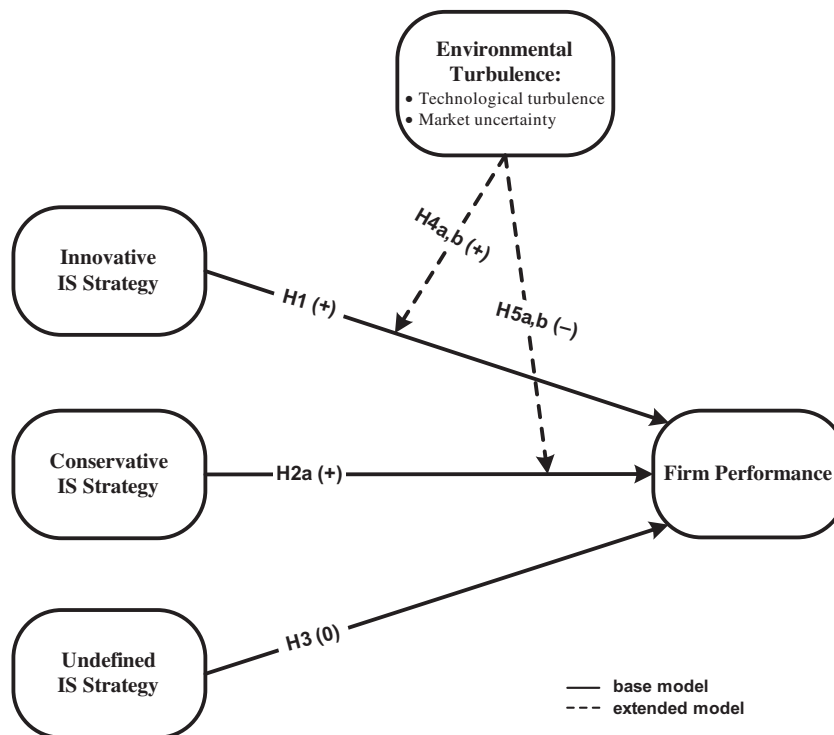 Environmental
Turbulence:
• Technological turbulence
• Market uncertainty
H4a,b (+)
Innovative
IS Strategy
H1 (+)
H5a,b (–)
Conservative
IS Strategy
H2a (+)
Firm Performance
H3 (0)
Undefined
IS Strategy
base model
extended model